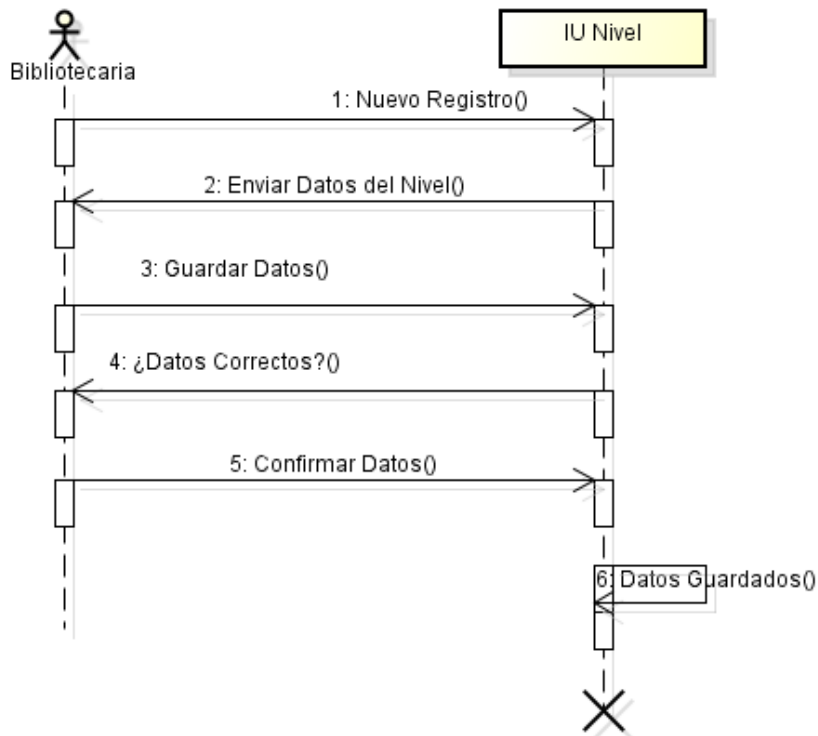 IU Nivel
Bibliotecaria
1: Nuevo Registro()
2: Enviar Datos del Nivel()
3: Guardar Datos()
4: ¿Datos Correctos?()
5: Confirmar Datos()
6: Datos Guardados()